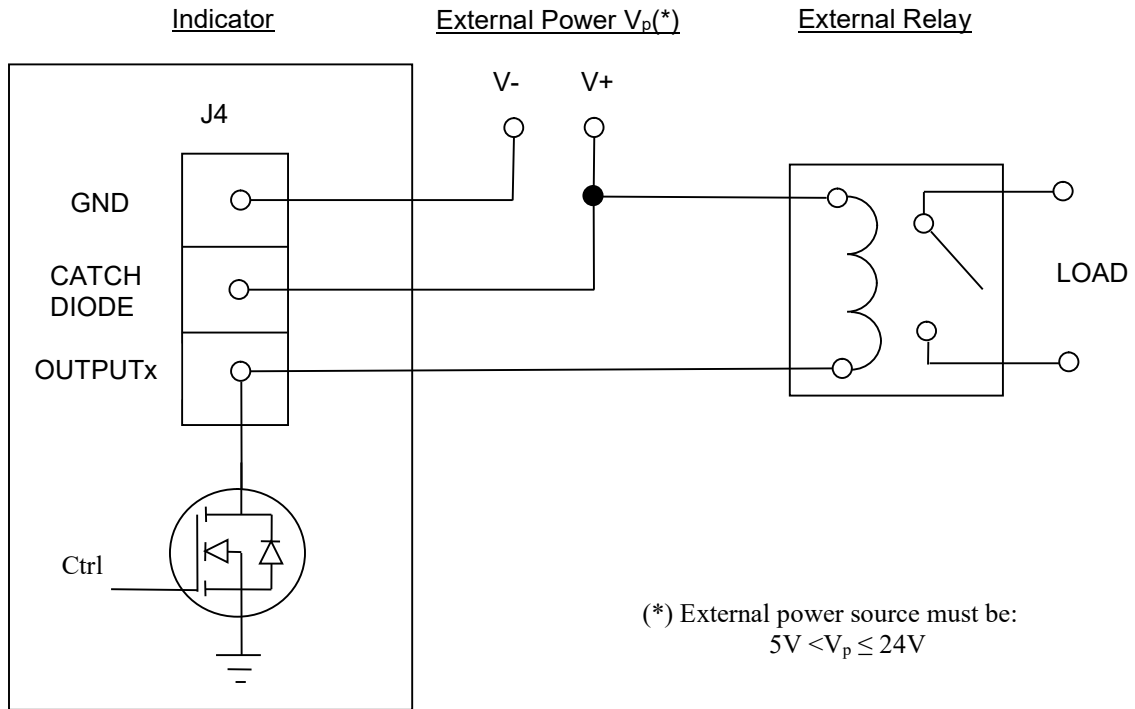 Indicator
External Power Vp(*)
External Relay
V-
V+
J4
GND
CATCH
DIODE
OUTPUTx
LOAD
Ctrl
(*) External power source must be:
5V <Vp ≤ 24V